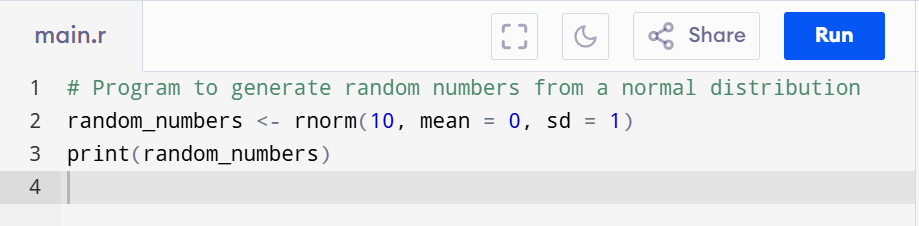 main.r
Share
Run
1 # Program to generate random numbers from a normal distribution
2 random_numbers <- rnorm(10, mean = 0, sd = 1)
3 print(random_numbers)
4